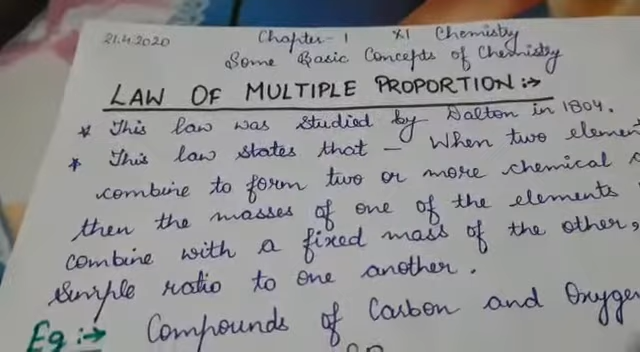 21.4.2020 Chapter-1 XI Chemistry
Some Basic Concepts of Chemistry
LAW OF MULTIPLE PROPORTION:→
* This law was studied by Dalton in 1804.
* This law states that - When two elemen
combine to form two or more chemical
then the masses of one of the elements
combine with a fixed mass of the other,
simple ratio to one another.
Eg:→ Compounds of Carbon and Oxygen